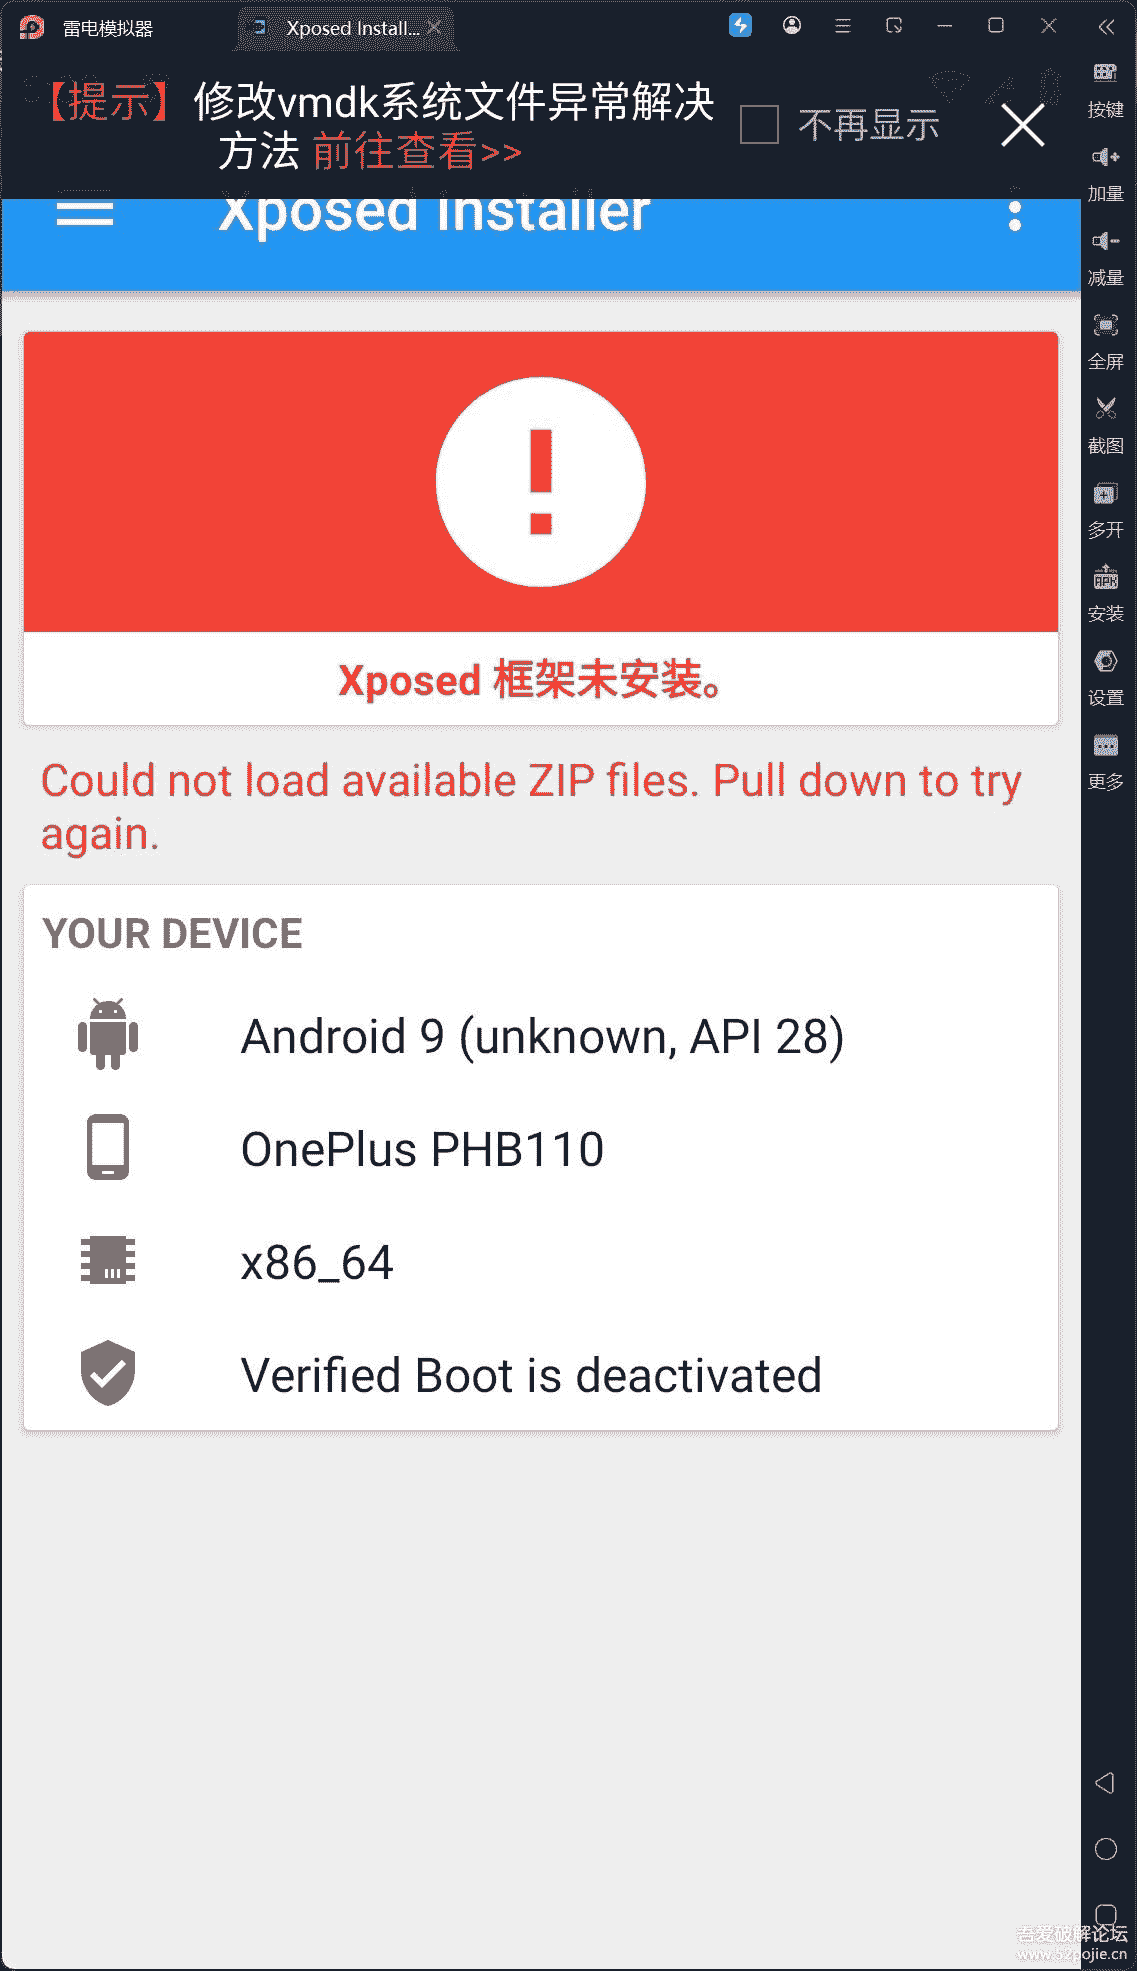 雷电模拟器
Xposed Install...
【提示】修改vmdk系统文件异常解决
方法 前往查看>>
不再显示
Xposed Installer
Xposed 框架未安装。
Could not load available ZIP files. Pull down to try
again.
YOUR DEVICE
Android 9 (unknown, API 28)
OnePlus PHB110
x86_64
Verified Boot is deactivated
按键
加量
减量
全屏
截图
多开
安装
设置
更多
吾爱破解论坛
www.52pojie.cn